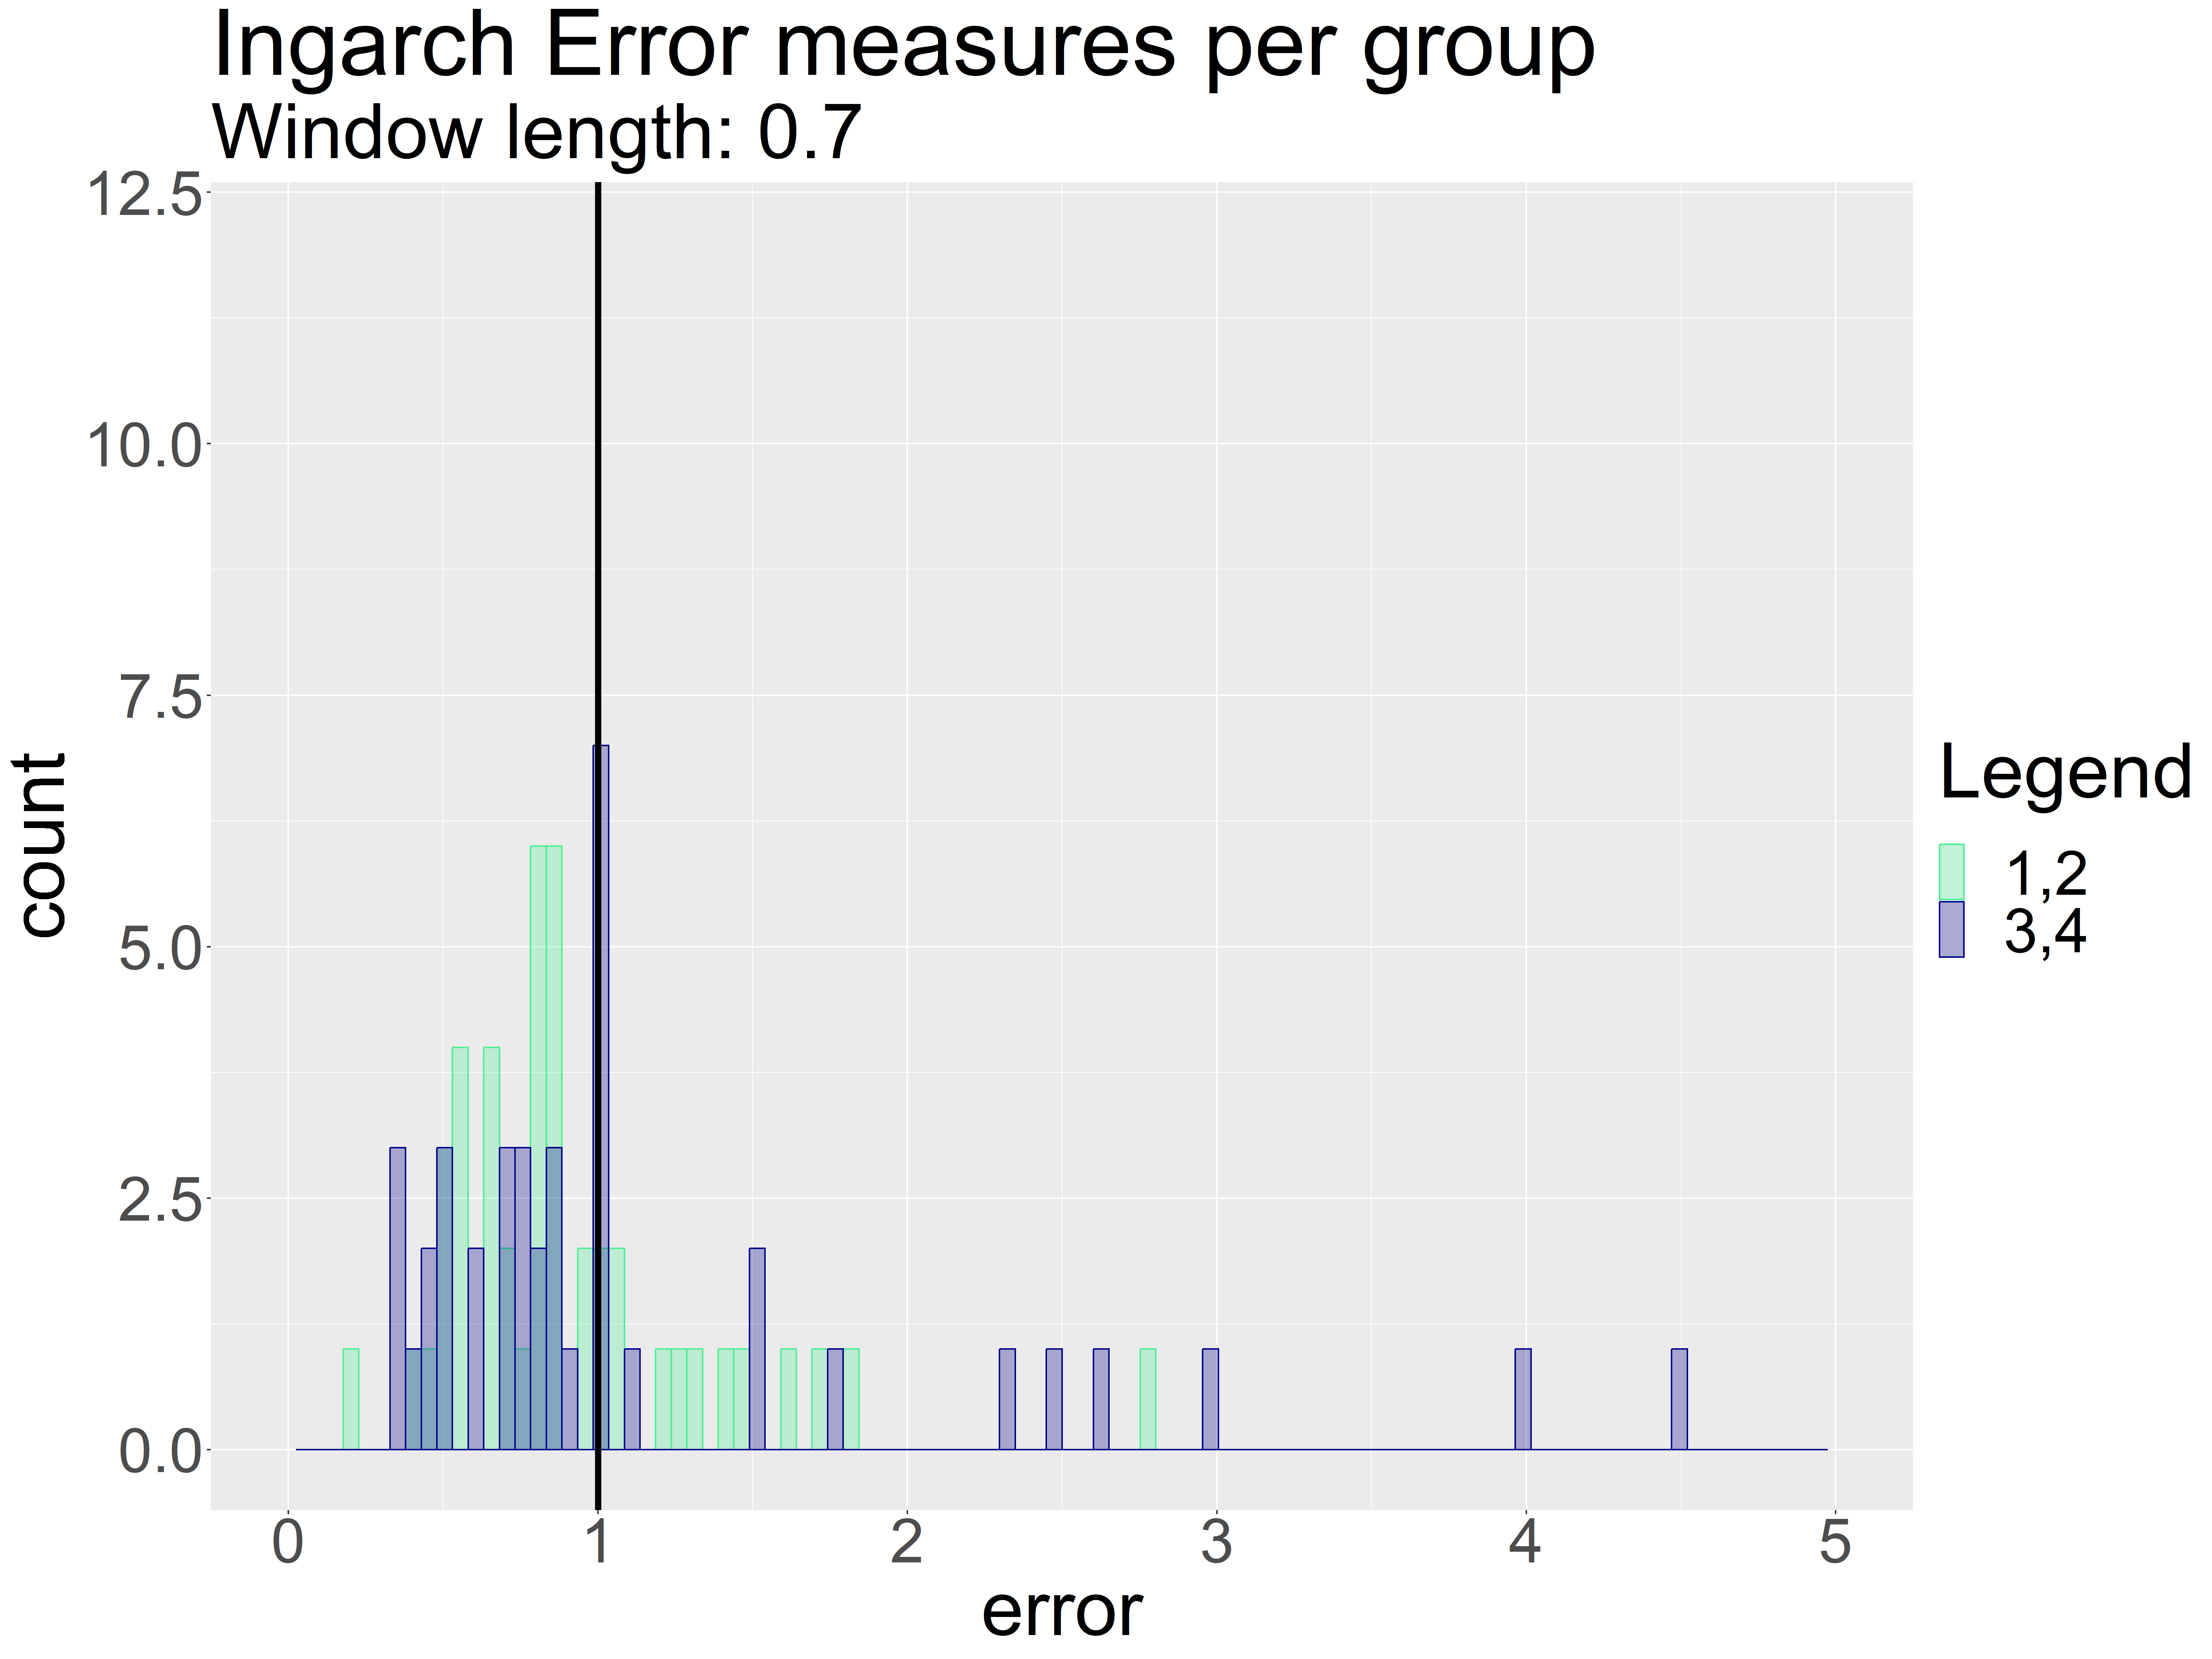 Ingarch Error measures per group
Window length: 0.7
12.5
10.0
7.5
5.0
2.5
0.0
count
0 1 2 3 4 5
error
Legend
1,2
3,4